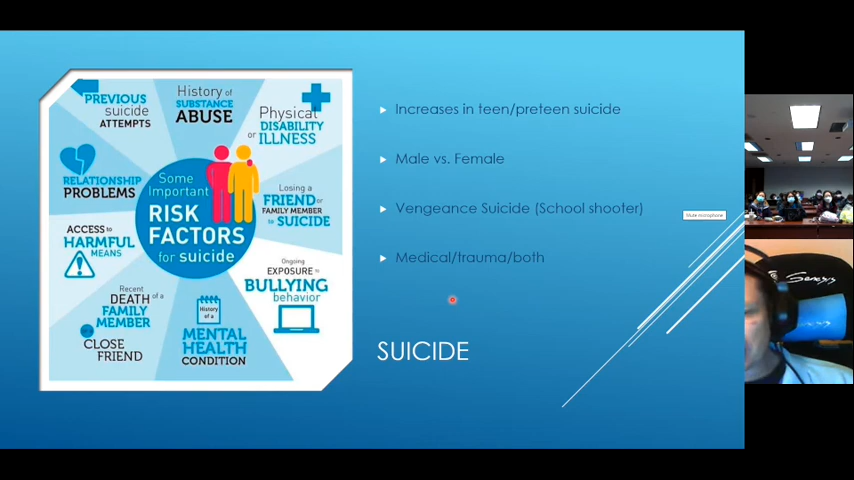 PREVIOUS
suicide
ATTEMPTS
History of
SUBSTANCE
ABUSE
Physical
DISABILITY
or ILLNESS
RELATIONSHIP
PROBLEMS
Some
Important
RISK
FACTORS
for suicide
Losing a
FRIEND or
FAMILY MEMBER
to SUICIDE
ACCESS to
HARMFUL
MEANS
Ongoing
EXPOSURE to
BULLYING
behavior
Recent
DEATH of a
FAMILY
MEMBER
or
CLOSE
FRIEND
History
of a
MENTAL
HEALTH
CONDITION
Increases in teen/preteen suicide
Male vs. Female
Vengeance Suicide (School shooter)
Medical/trauma/both
SUICIDE
Mute microphone
Genesis